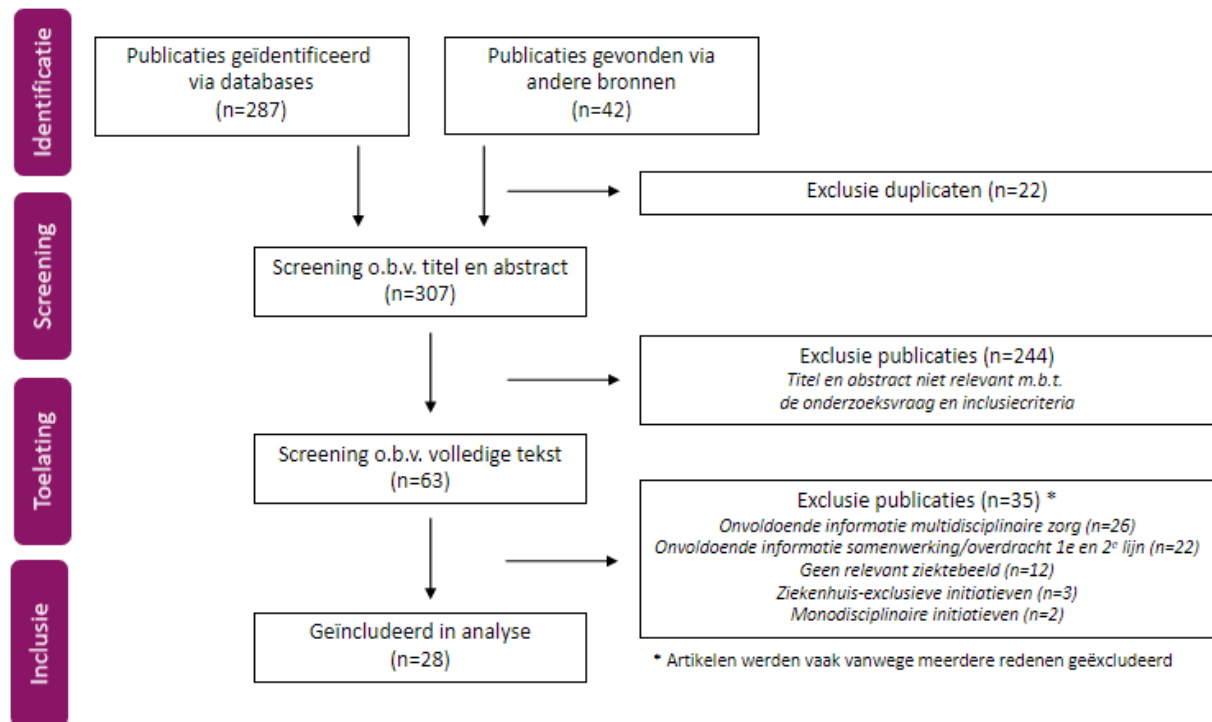 Identificatie
Publicaties geïdentificeerd
via databases
(n=287)
Publicaties gevonden via
andere bronnen
(n=42)
Exclusie duplicaten (n=22)
Screening
Screening o.b.v. titel en abstract
(n=307)
Exclusie publicaties (n=244)
Titel en abstract niet relevant m.b.t.
de onderzoeksvraag en inclusiecriteria
Toelating
Screening o.b.v. volledige tekst
(n=63)
Exclusie publicaties (n=35) *
Onvoldoende informatie multidisciplinaire zorg (n=26)
Onvoldoende informatie samenwerking/overdracht 1e en 2ᵉ lijn (n=22)
Geen relevant ziektebeeld (n=12)
Ziekenhuis-exclusieve initiatieven (n=3)
Monodisciplinaire initiatieven (n=2)
Inclusie
Geïncludeerd in analyse
(n=28)
* Artikelen werden vaak vanwege meerdere redenen geëxcludeerd